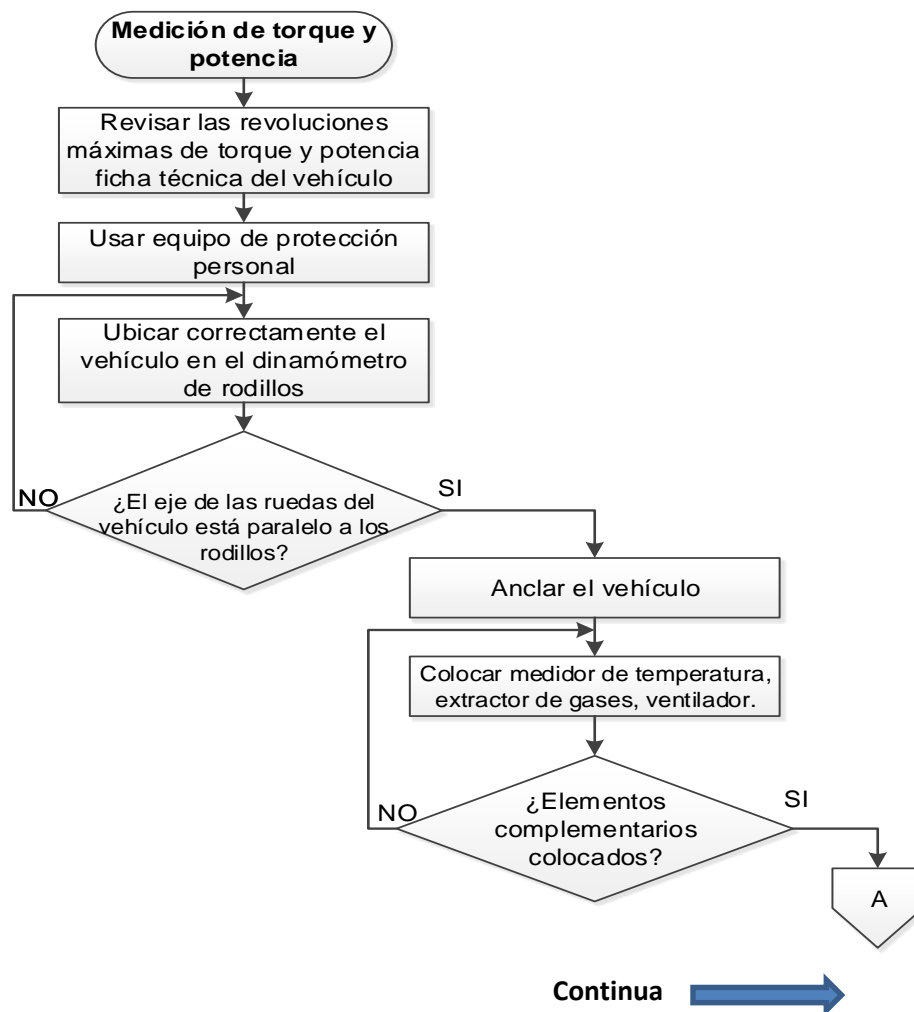 Medición de torque y
potencia
Revisar las revoluciones
máximas de torque y potencia
ficha técnica del vehículo
Usar equipo de protección
personal
Ubicar correctamente el
vehículo en el dinamómetro
de rodillos
NO
SI
¿El eje de las ruedas del
vehículo está paralelo a los
rodillos?
Anclar el vehículo
Colocar medidor de temperatura,
extractor de gases, ventilador.
NO
SI
¿Elementos
complementarios
colocados?
A
Continua